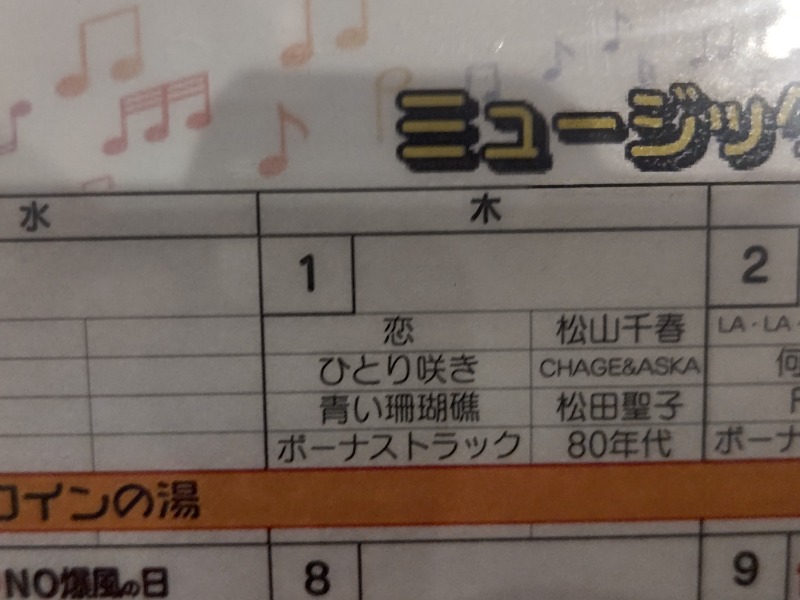 ミュージック
水 木
1 2
恋 松山千春 LA・LA・
ひとり咲き CHAGE&ASKA 何
青い珊瑚礁 松田聖子
ボーナストラック 80年代 ボーナ
コインの湯
NO爆風の日 8 9